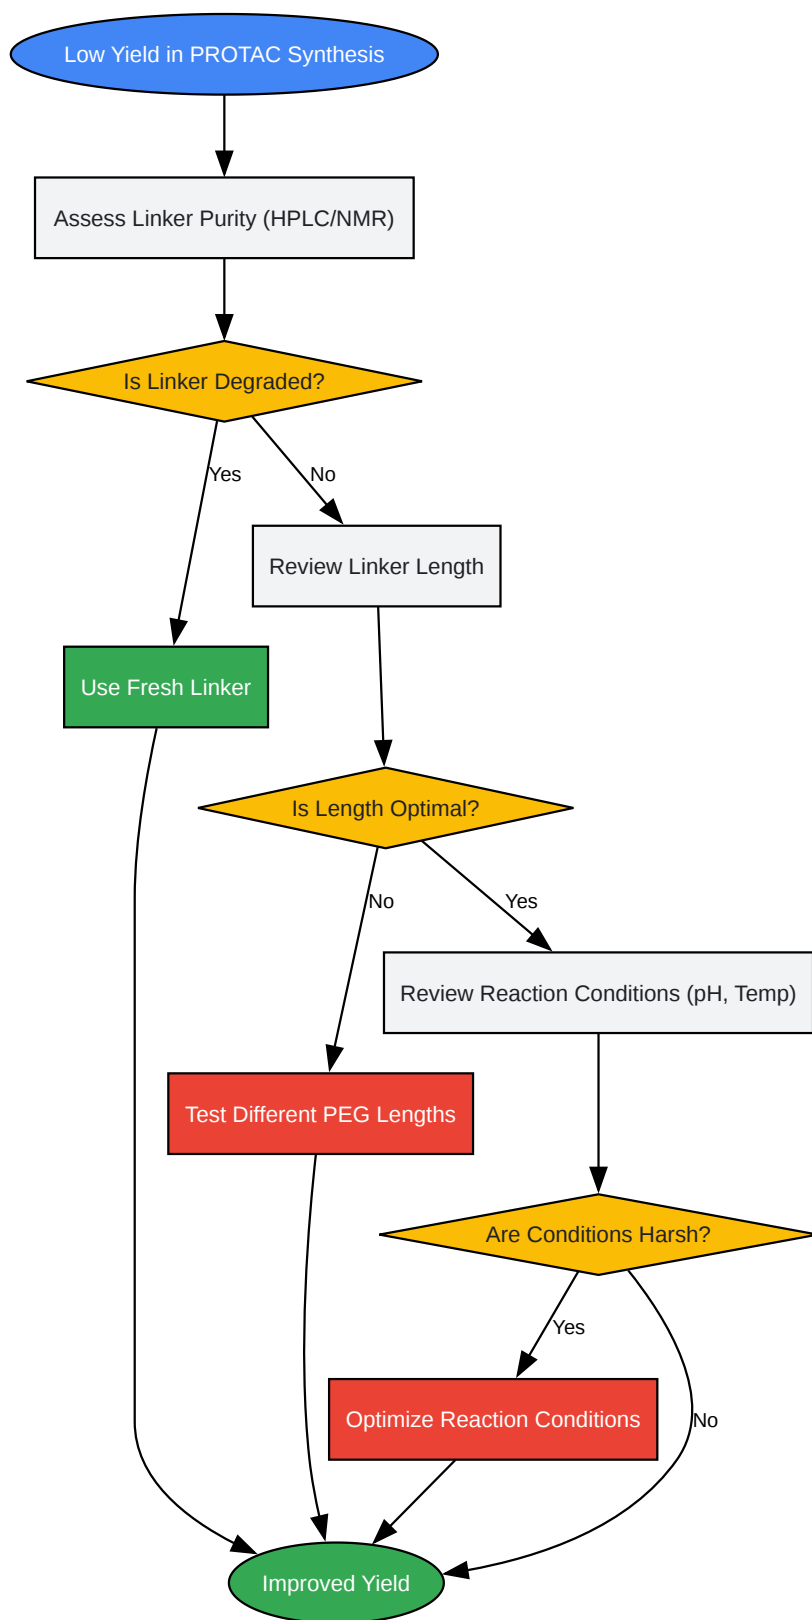 Low Yield in PROTAC Synthesis
Assess Linker Purity (HPLC/NMR)
Is Linker Degraded?
Yes
No
Review Linker Length
Use Fresh Linker
Is Length Optimal?
No
Yes
Review Reaction Conditions (pH, Temp)
Test Different PEG Lengths
Are Conditions Harsh?
Yes
Optimize Reaction Conditions
No
Improved Yield